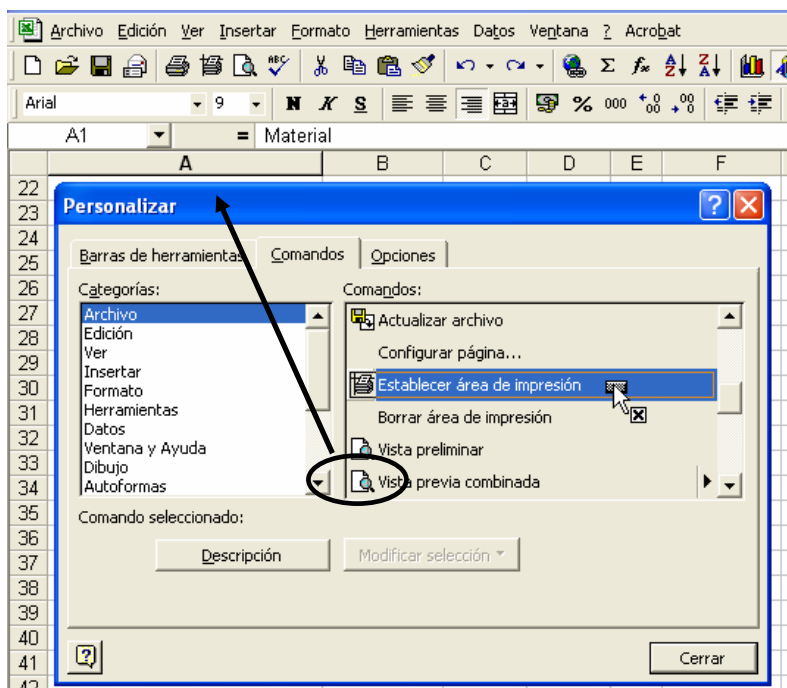 Archivo Edición Ver Insertar Formato Herramientas Datos Ventana ? Acrobat
ABC Σ fx A Z Z A
Arial 9 N K S % 000
A1 = Material
A B C D E F
22
23 Personalizar ?
24
25 Barras de herramientas Comandos Opciones
26 Categorías: Comandos:
27 Archivo Actualizar archivo
28 Edición Configurar página...
29 Ver
Insertar
30 Formato Establecer área de impresión
31 Herramientas Borrar área de impresión
32 Datos
Ventana y Ayuda Vista preliminar
33 Dibujo
34 Autoformas Vista previa combinada
35 Comando seleccionado:
36
37 Descripción Modificar selección
38
39
40
41 ? Cerrar
42